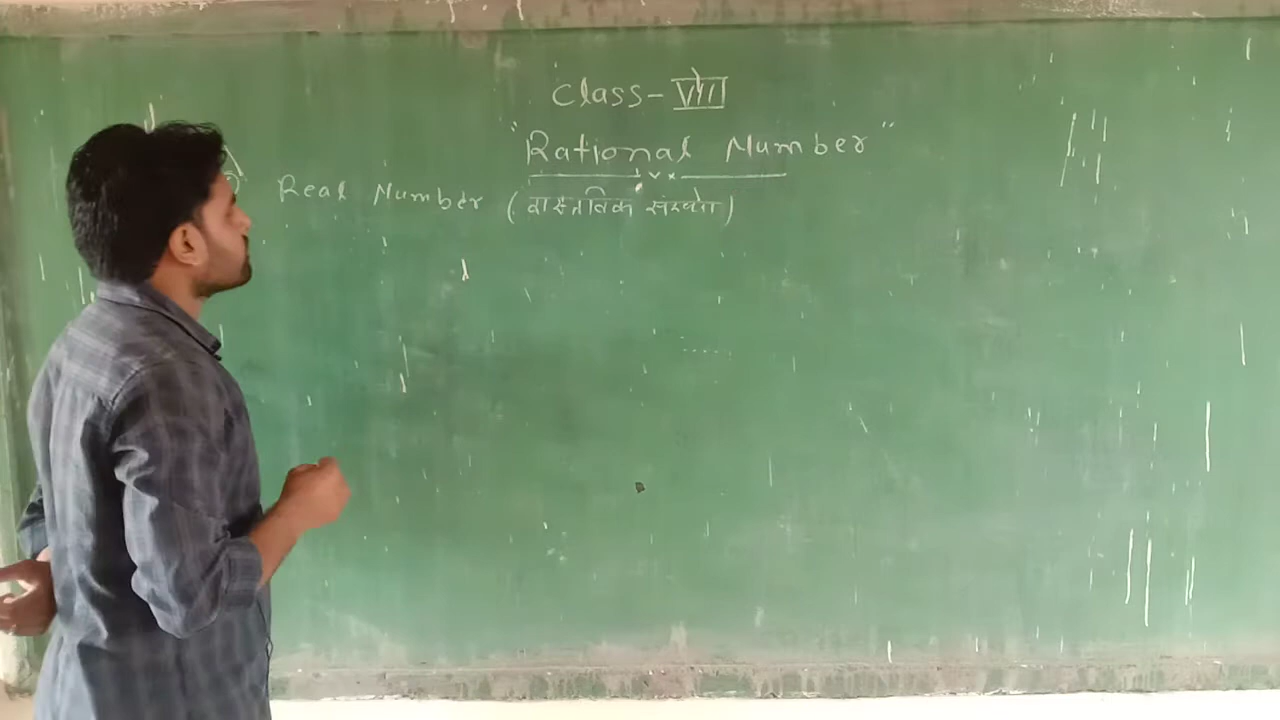 Class- VIII
"Rational Number"
Real Number (वास्तविक संख्या)